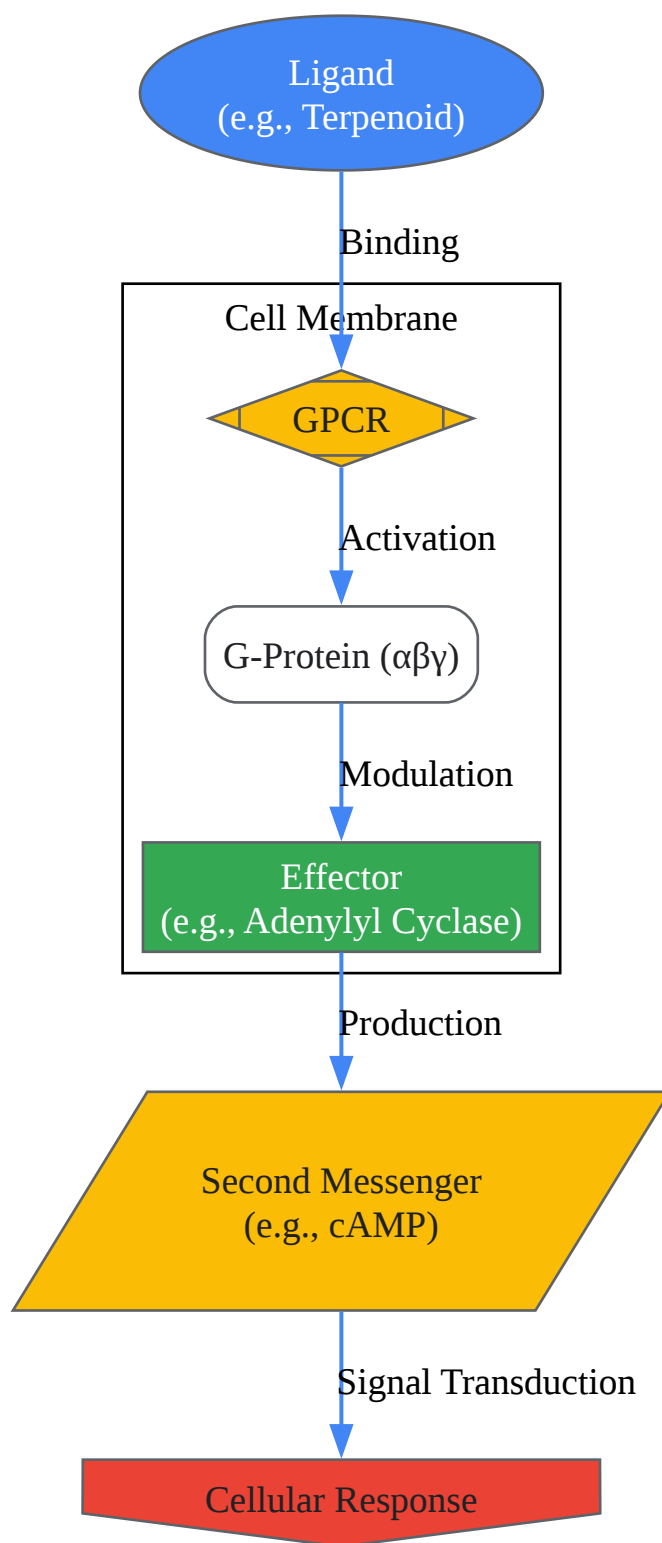 Ligand
(e.g., Terpenoid)
Binding
Cell Membrane
GPCR
Activation
G-Protein (αβγ)
Modulation
Effector
(e.g., Adenylyl Cyclase)
Production
Second Messenger
(e.g., cAMP)
Signal Transduction
Cellular Response